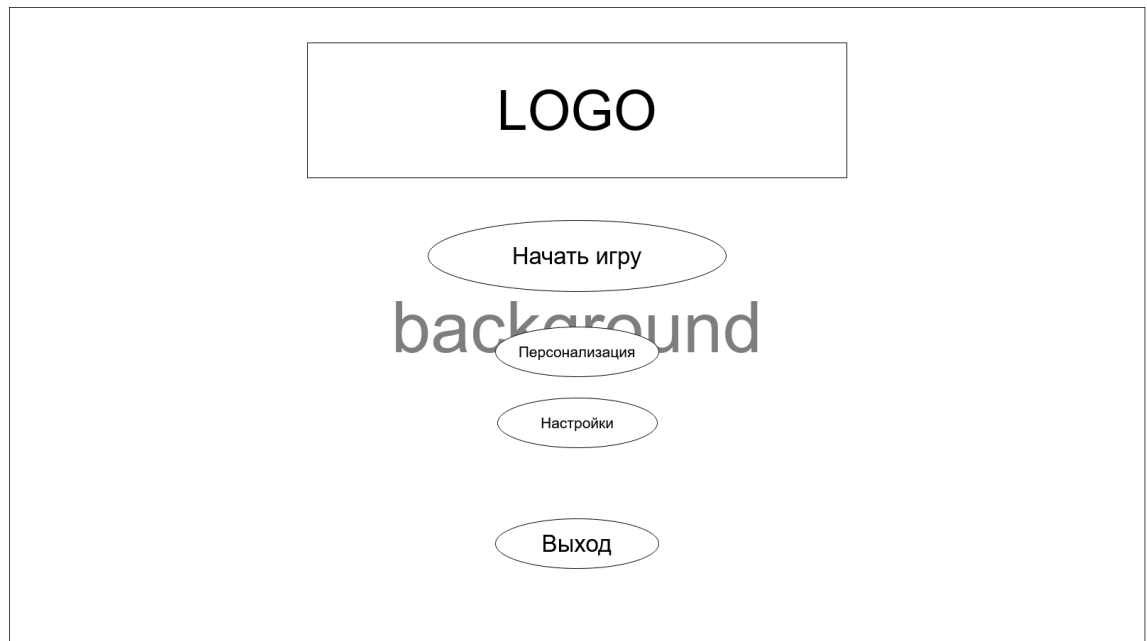 LOGO
Начать игру
background
Персонализация
Настройки
Выход